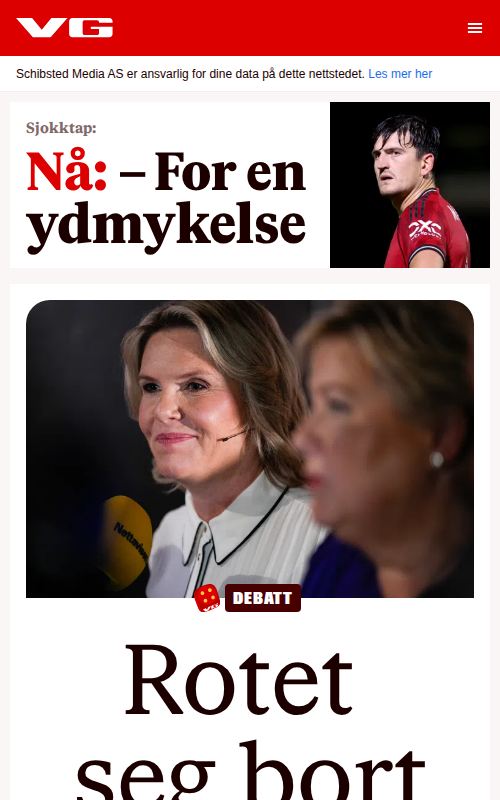 VG
Schibsted Media AS er ansvarlig for dine data på dette nettstedet. Les mer her
Sjokktap:
Nå: – For en
ydmykelse
Nettavisen
VG
DEBATT
Rotet
seg bort